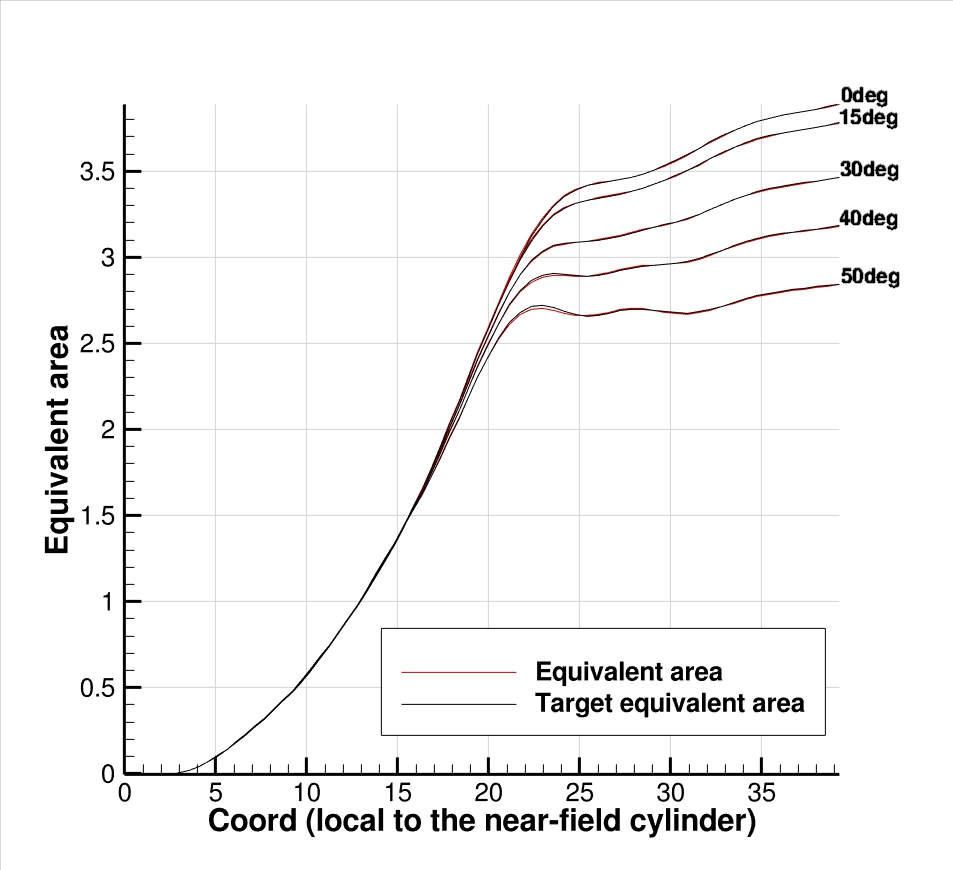 0deg
15deg
30deg
40deg
50deg
3.5
3
2.5
2
1.5
1
0.5
0
Equivalent area
Equivalent area
Target equivalent area
0 5 10 15 20 25 30 35
Coord (local to the near-field cylinder)